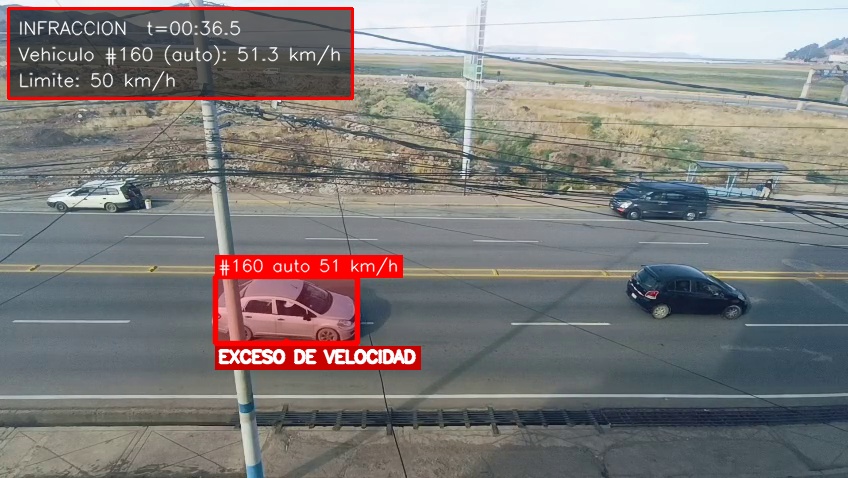 INFRACCION t=00:36.5
Vehiculo #160 (auto): 51.3 km/h
Limite: 50 km/h
#160 auto 51 km/h
EXCESO DE VELOCIDAD